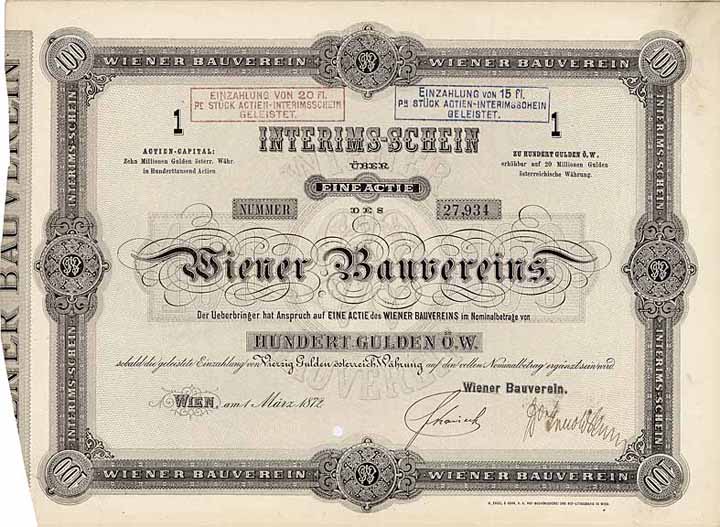 100
WIENER BAUVEREIN
WIENER BAUVEREIN
100
EINZAHLUNG VON 20 Fl.
PR STÜCK ACTIEN-INTERIMSSCHEIN
GELEISTET.
EINZAHLUNG VON 15 fl.
PR STÜCK ACTIEN-INTERIMSSCHEIN
GELEISTET.
1
1
INTERIMS-SCHEIN
ÜBER
EINE ACTIE
ACTIEN-CAPITAL:
Zehn Millionen Gulden österr. Währ.
in Hunderttausend Actien
ZU HUNDERT GULDEN Ö.W.
erhöhbar auf 20 Millionen Gulden
österreichische Währung.
NUMMER
DES
27,934
Wiener Bauvereins.
Der Ueberbringer hat Anspruch auf EINE ACTIE des WIENER BAUVEREINS im Nominalbetrage von
HUNDERT GULDEN Ö.W.
sobald die geleistete Einzahlung von Vierzig Gulden österreich. Währung auf den vollen Nominalbetrag ergänzt sein wird.
WIEN, am 1 März 1872
Wiener Bauverein.
INTERIMS-SCHEIN
INTERIMS-SCHEIN
INTERIMS-SCHEIN
INTERIMS-SCHEIN
100
WIENER BAUVEREIN
WIENER BAUVEREIN
100
WIENER BAUVEREIN